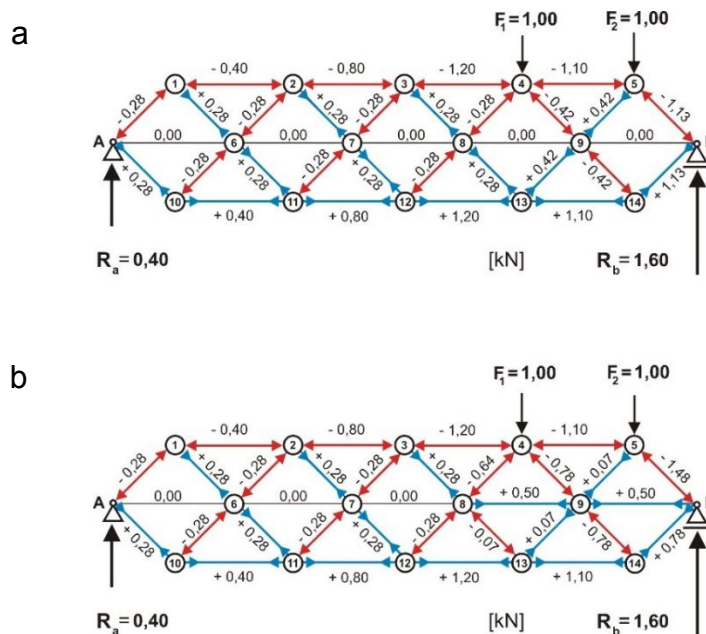 a
F₁=1,00 F₂=1,00
- 0,40 - 0,80 - 1,20 - 1,10
1 2 3 4 5
- 0,28 + 0,28 - 0,28 + 0,28 - 0,28 + 0,28 - 0,28 - 0,42 + 0,42 - 1,13
A 0,00 6 0,00 7 0,00 8 0,00 9 0,00
+ 0,28 - 0,28 + 0,28 - 0,28 + 0,28 - 0,28 + 0,28 + 0,42 - 0,42 + 1,13
10 11 12 13 14
+ 0,40 + 0,80 + 1,20 + 1,10
Rₐ=0,40 [kN] R_b=1,60
b
F₁=1,00 F₂=1,00
- 0,40 - 0,80 - 1,20 - 1,10
1 2 3 4 5
- 0,28 + 0,28 - 0,28 + 0,28 - 0,28 + 0,28 - 0,64 - 0,78 + 0,07 - 1,48
A 0,00 6 0,00 7 0,00 8 + 0,50 9 + 0,50
+ 0,28 - 0,28 + 0,28 - 0,28 + 0,28 - 0,28 - 0,07 + 0,07 - 0,78 + 0,78
10 11 12 13 14
+ 0,40 + 0,80 + 1,20 + 1,10
Rₐ=0,40 [kN] R_b=1,60